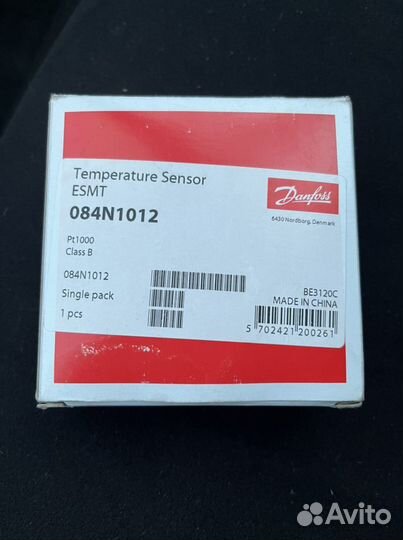 Temperature Sensor
ESMT
084N1012
Danfoss
6430 Nordborg, Denmark
Pt1000
Class B
084N1012
Single pack
1 pcs
BE3120C
MADE IN CHINA
5 702421 200261
Avito